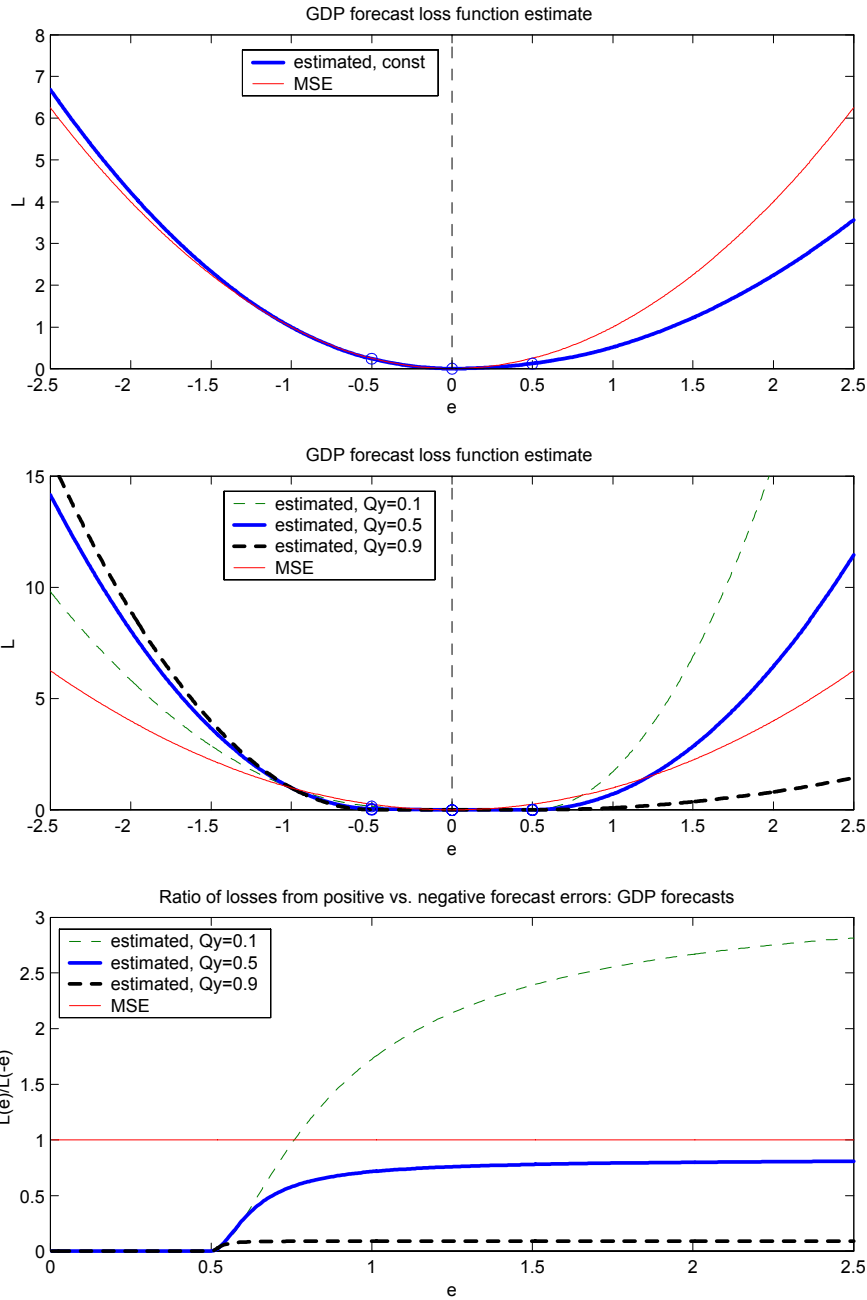 GDP forecast loss function estimate
8
7
6
5
4
3
2
1
0
L
estimated, const
MSE
-2.5 -2 -1.5 -1 -0.5 0 0.5 1 1.5 2 2.5
e
GDP forecast loss function estimate
15
10
5
0
L
estimated, Qy=0.1
estimated, Qy=0.5
estimated, Qy=0.9
MSE
-2.5 -2 -1.5 -1 -0.5 0 0.5 1 1.5 2 2.5
e
Ratio of losses from positive vs. negative forecast errors: GDP forecasts
3
2.5
2
1.5
1
0.5
0
L(e)/L(-e)
estimated, Qy=0.1
estimated, Qy=0.5
estimated, Qy=0.9
MSE
0 0.5 1 1.5 2 2.5
e